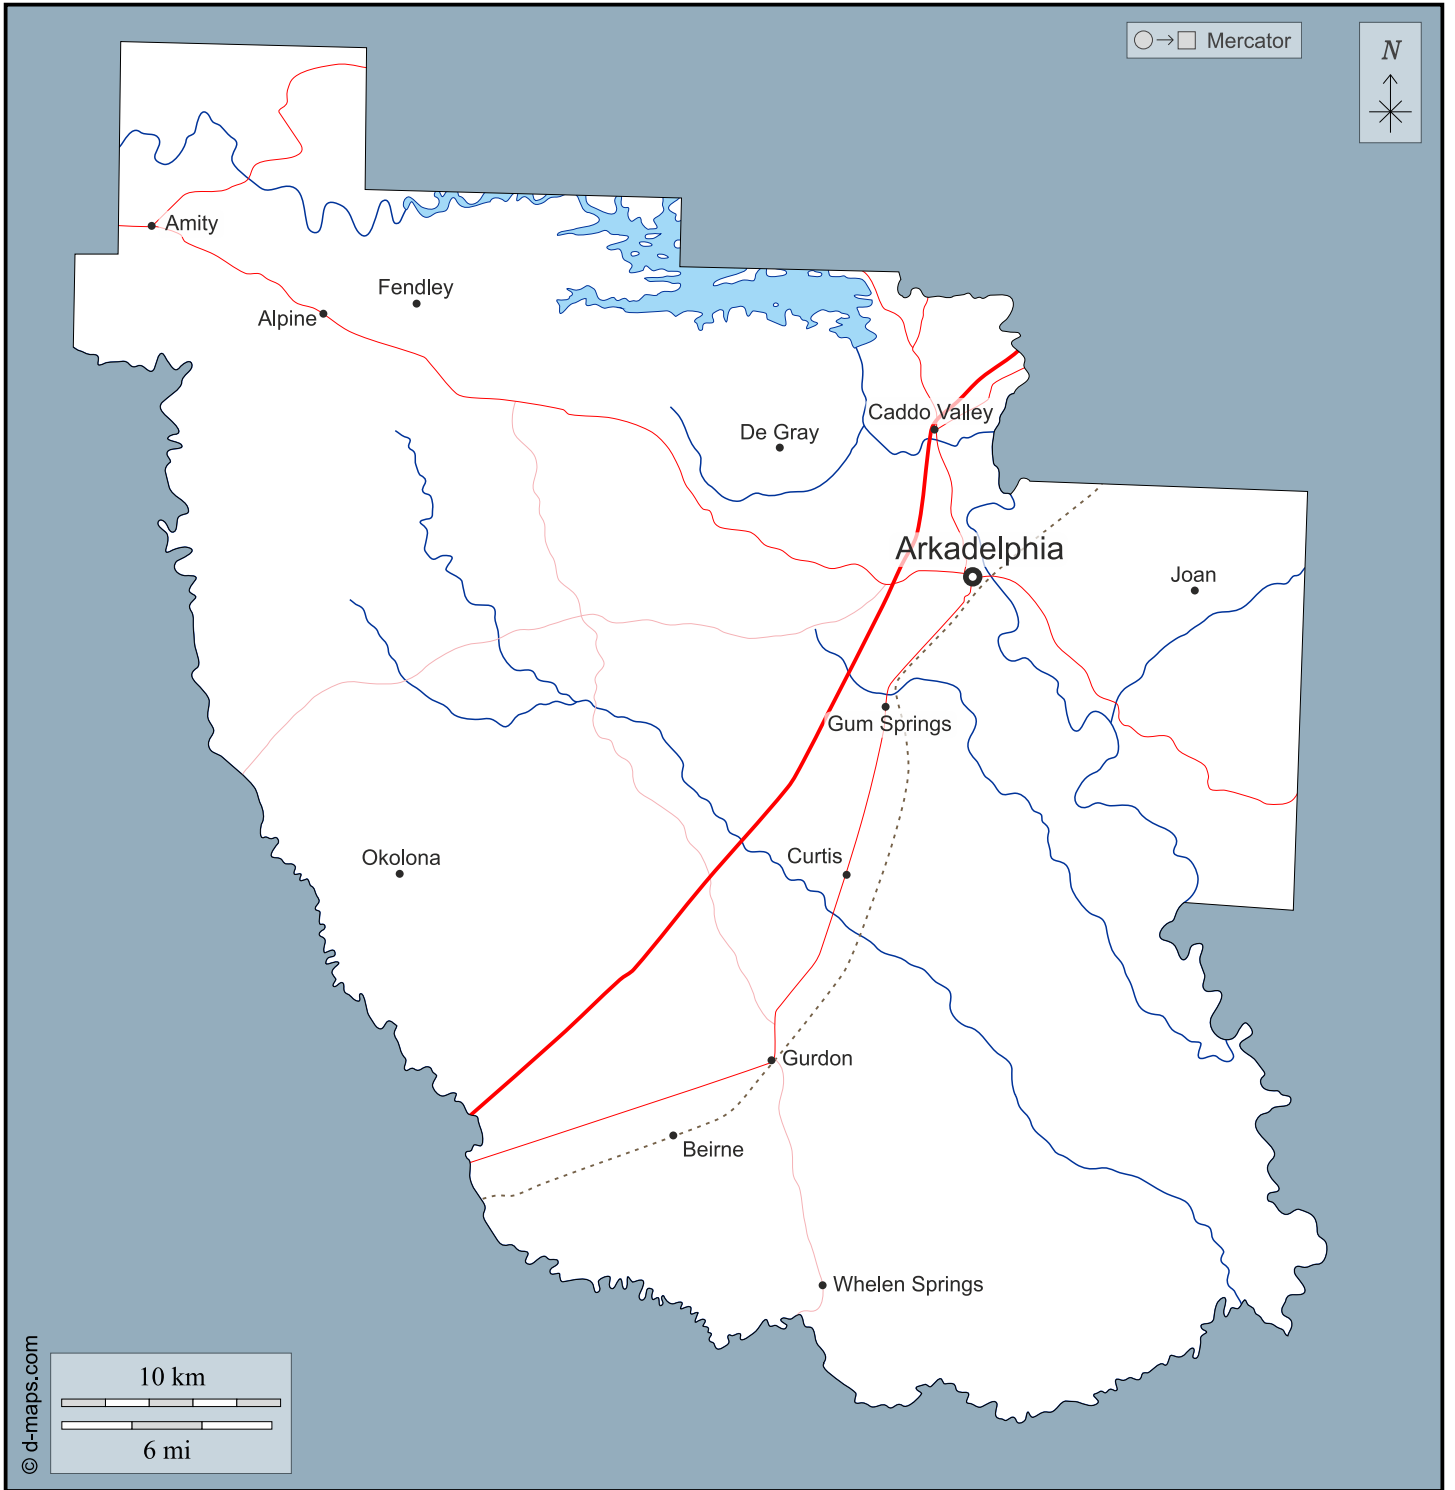 Mercator
N
Amity
Fendley
Alpine
Caddo Valley
De Gray
Arkadelphia
Joan
Gum Springs
Curtis
Okolona
Gurdon
Beirne
Whelen Springs
10 km
6 mi
© d-maps.com